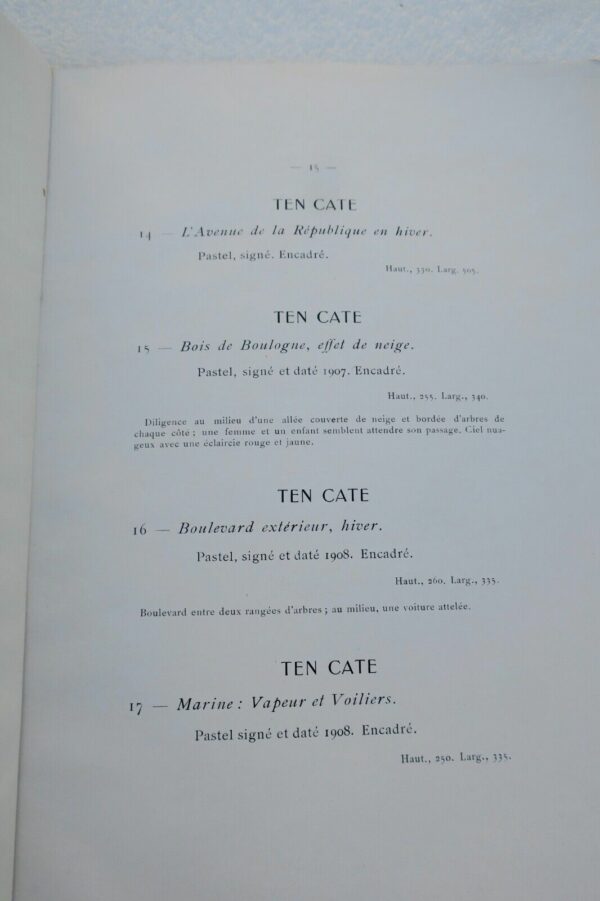 — 15 —
TEN CATE
14 — L'Avenue de la République en hiver.
Pastel, signé. Encadré.
Haut., 330. Larg. 505.
TEN CATE
15 — Bois de Boulogne, effet de neige.
Pastel, signé et daté 1907. Encadré.
Haut., 255. Larg., 340.
Diligence au milieu d'une allée couverte de neige et bordée d'arbres de
chaque côté ; une femme et un enfant semblent attendre son passage. Ciel nua-
geux avec une éclaircie rouge et jaune.
TEN CATE
16 — Boulevard extérieur, hiver.
Pastel, signé et daté 1908. Encadré.
Haut., 260. Larg., 335.
Boulevard entre deux rangées d'arbres ; au milieu, une voiture attelée.
TEN CATE
17 — Marine : Vapeur et Voiliers.
Pastel signé et daté 1908. Encadré.
Haut., 250. Larg., 335.